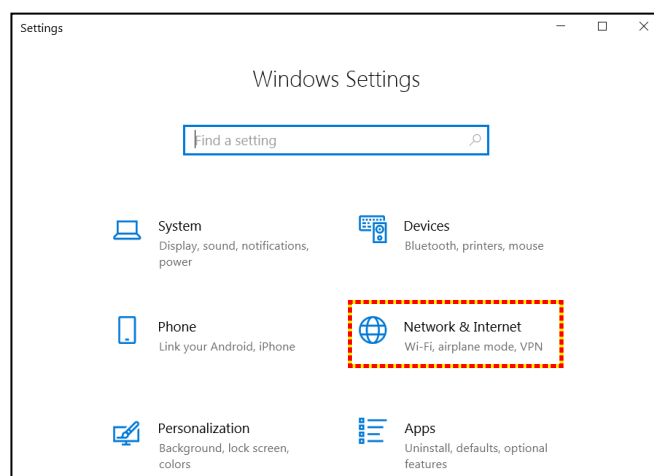 Settings
Windows Settings
Find a setting
System
Display, sound, notifications,
power
Devices
Bluetooth, printers, mouse
Phone
Link your Android, iPhone
Network & Internet
Wi-Fi, airplane mode, VPN
Personalization
Background, lock screen,
colors
Apps
Uninstall, defaults, optional
features